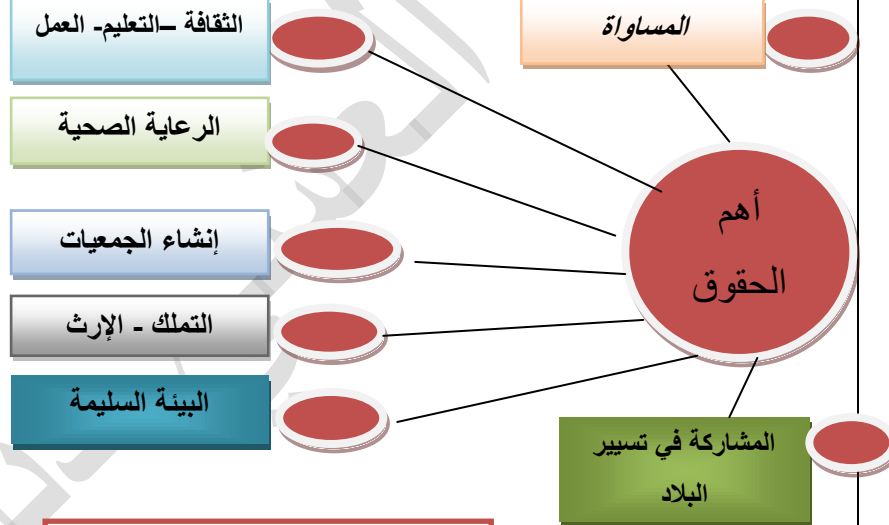 المساواة
الثقافة –التعليم- العمل
الرعاية الصحية
أهم
الحقوق
إنشاء الجمعيات
التملك - الإرث
البيئة السليمة
المشاركة في تسيير
البلاد